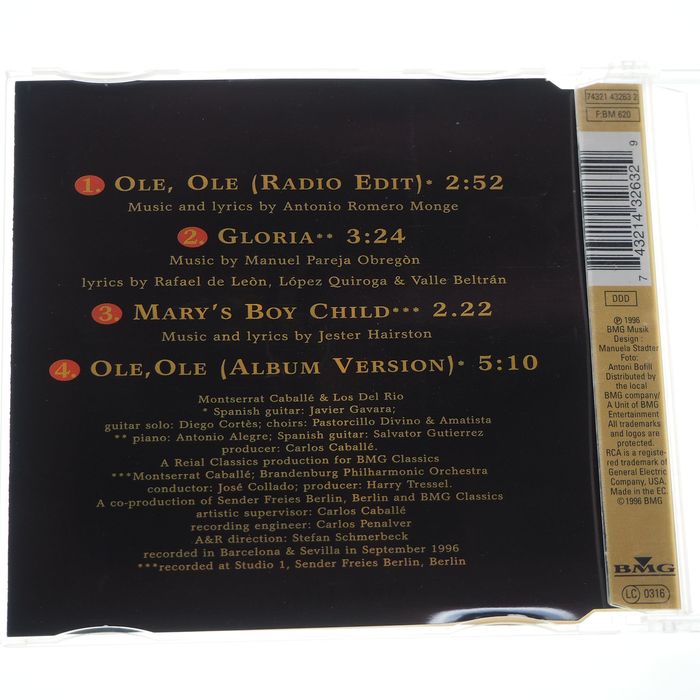 1. OLE, OLE (RADIO EDIT)* 2:52
Music and lyrics by Antonio Romero Monge
2. GLORIA** 3:24
Music by Manuel Pareja Obregòn
lyrics by Rafael de Leòn, López Quiroga & Valle Beltrán
3. MARY'S BOY CHILD*** 2.22
Music and lyrics by Jester Hairston
4. OLE,OLE (ALBUM VERSION)* 5:10
Montserrat Caballé & Los Del Rio
* Spanish guitar: Javier Gavara;
guitar solo: Diego Cortès; choirs: Pastorcillo Divino & Amatista
** piano: Antonio Alegre; Spanish guitar: Salvator Gutierrez
producer: Carlos Caballé.
A Reial Classics production for BMG Classics
***Montserrat Caballé; Brandenburg Philharmonic Orchestra
conductor: José Collado; producer: Harry Tressel.
A co-production of Sender Freies Berlin, Berlin and BMG Classics
artistic supervisor: Carlos Caballé
recording engineer: Carlos Penalver
A&R direction: Stefan Schmerbeck
recorded in Barcelona & Sevilla in September 1996
***recorded at Studio 1, Sender Freies Berlin, Berlin
74321 43263 2
F:BM 620
7 43214 32632 9
DDD
℗ 1996
BMG Musik
Design :
Manuela Stadter
Foto:
Antoni Bofill
Distributed by
the local
BMG company/
A Unit of BMG
Entertainment
All trademarks
and logos are
protected.
RCA is a registe-
red trademark of
General Electric
Company, USA.
Made in the EC.
©1996 BMG
BMG
LC 0316